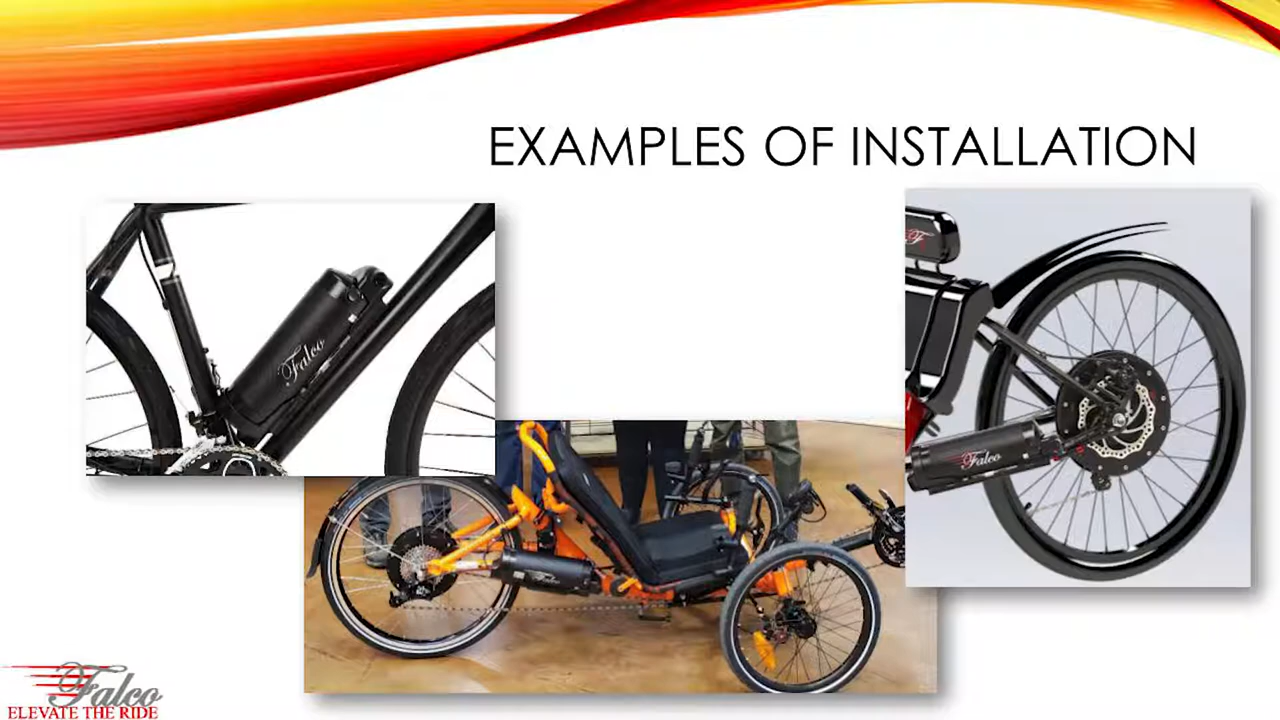 EXAMPLES OF INSTALLATION
Falco
Falco
Falco
Falco
ELEVATE THE RIDE